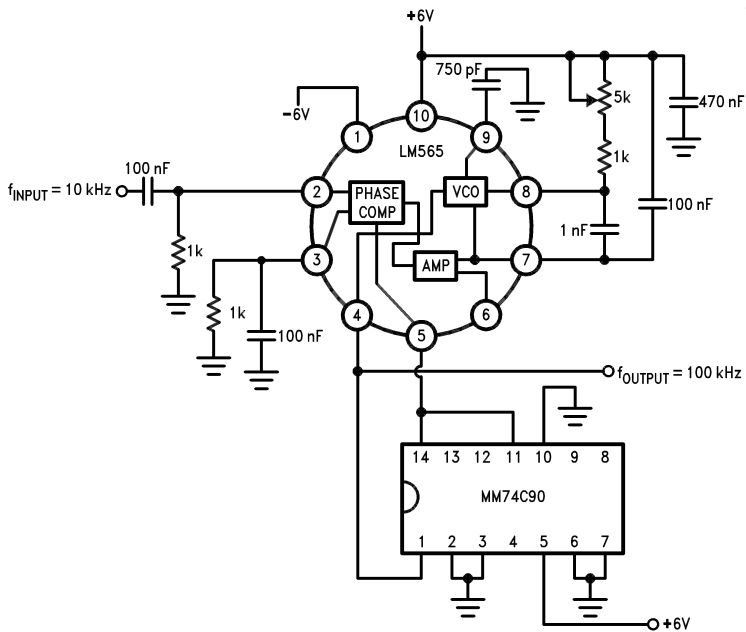 +6V
750 pF
-6V
5k
470 nF
1
10
9
LM565
100 nF
1k
fINPUT = 10 kHz
2
PHASE
COMP
VCO
8
100 nF
1 nF
1k
3
AMP
7
1k
100 nF
4
5
6
fOUTPUT = 100 kHz
14 13 12 11 10 9 8
MM74C90
1 2 3 4 5 6 7
+6V